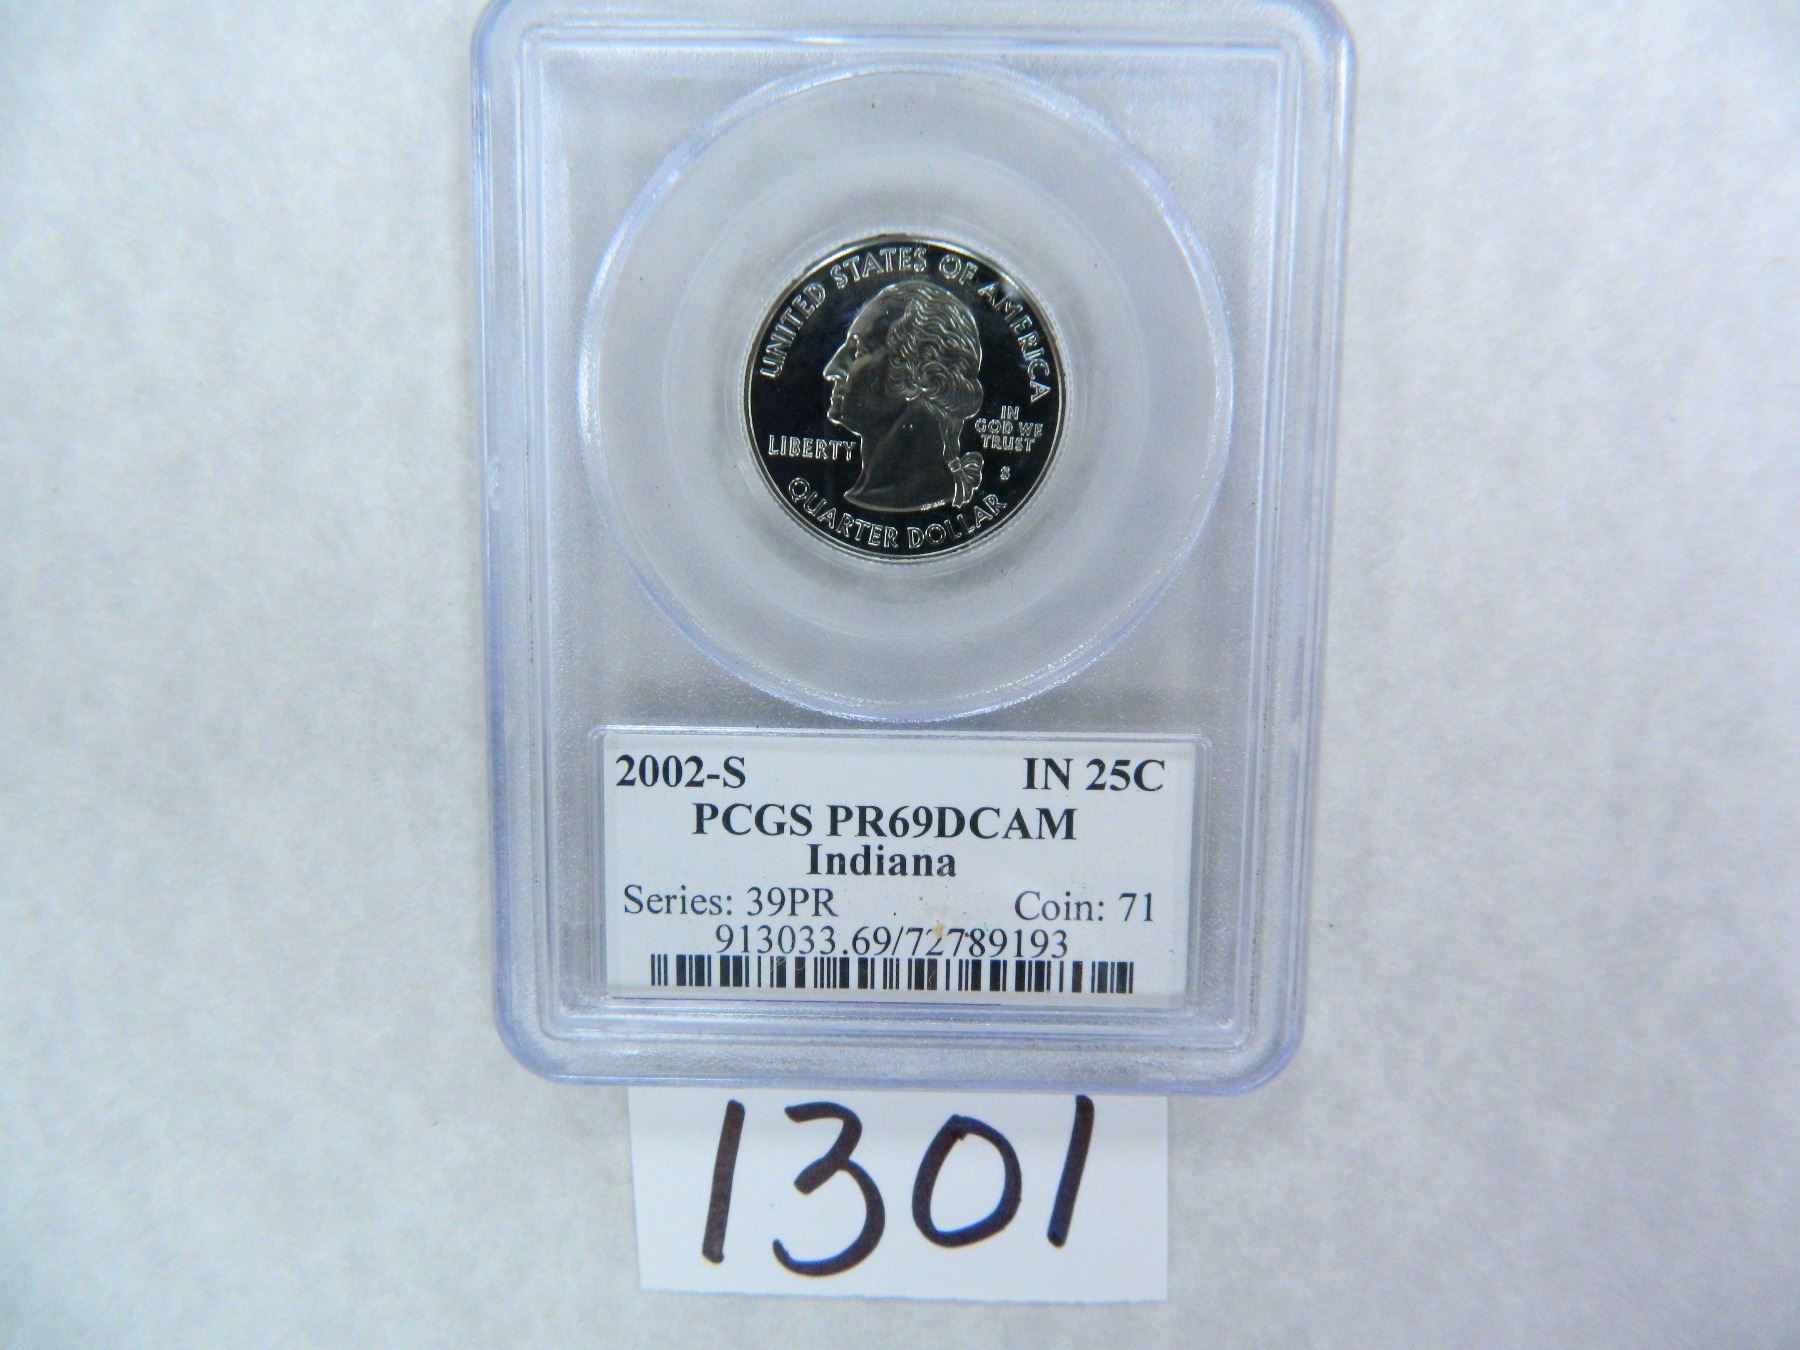 UNITED STATES OF AMERICA
IN
GOD WE
TRUST
LIBERTY
S
QUARTER DOLLAR
2002-S IN 25C
PCGS PR69DCAM
Indiana
Series: 39PR Coin: 71
913033.69/72789193
1301